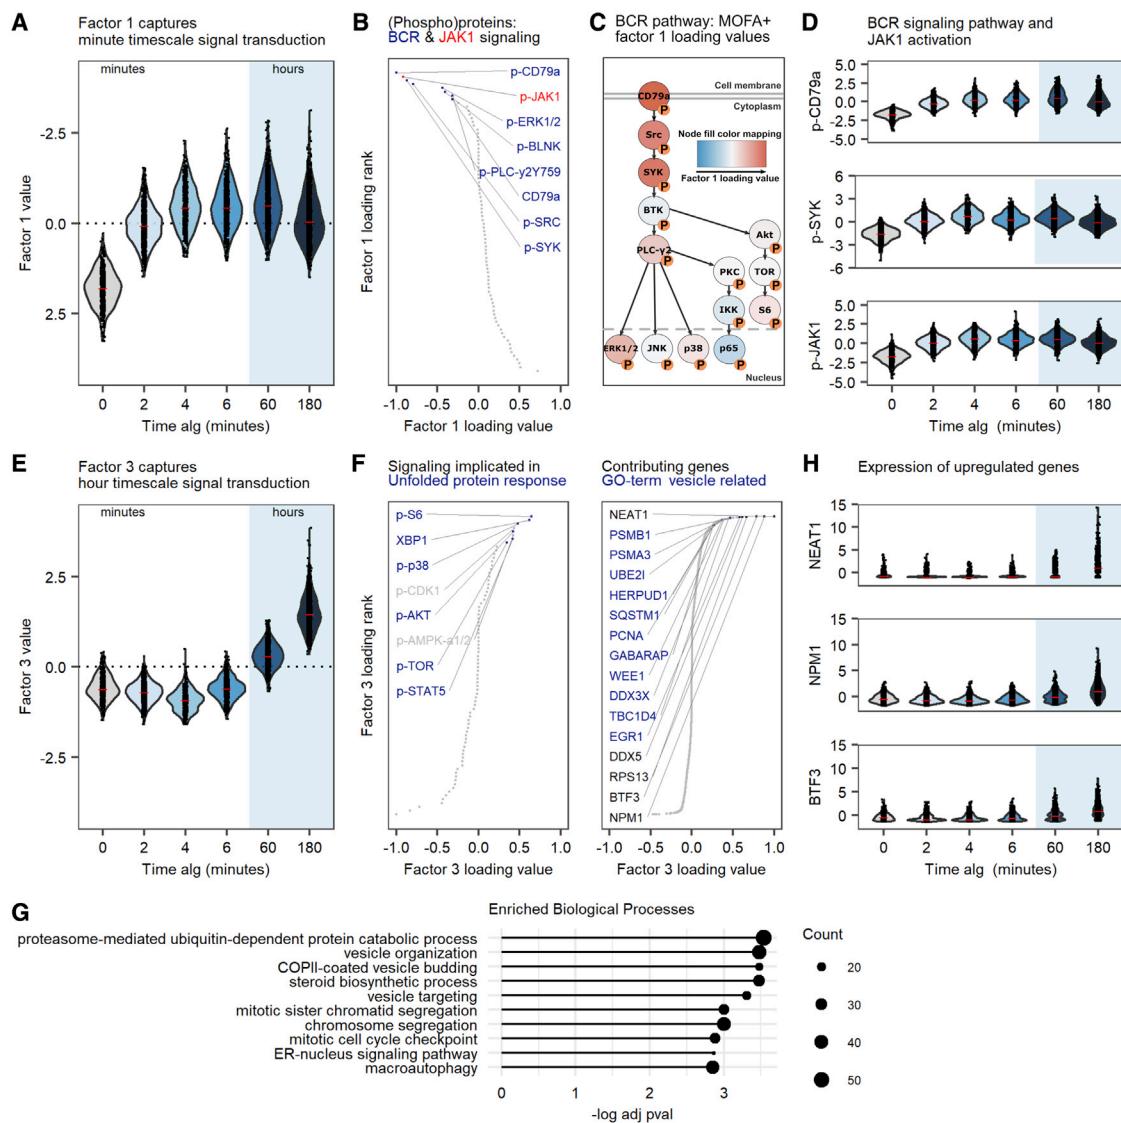 A
Factor 1 captures
minute timescale signal transduction
minutes
hours
Factor 1 value
-2.5
0.0
2.5
0
2
4
6
60
180
Time alg (minutes)
B
(Phospho)proteins:
BCR & JAK1 signaling
Factor 1 loading rank
p-CD79a
p-JAK1
p-ERK1/2
p-BLNK
p-PLC-y2Y759
CD79a
p-SRC
p-SYK
-1.0
-0.5
0.0
0.5
1.0
Factor 1 loading value
C
BCR pathway: MOFA+
factor 1 loading values
Cell membrane
Cytoplasm
CD79a
P
Src
P
SYK
P
BTK
P
PLC-γ2
P
Node fill color mapping
Factor 1 loading value
Akt
P
PKC
P
TOR
P
IKK
P
S6
P
ERK1/2
P
JNK
P
p38
P
p65
P
Nucleus
D
BCR signaling pathway and
JAK1 activation
p-CD79a
5.0
2.5
0.0
-2.5
-5.0
p-SYK
6
3
0
-3
-6
p-JAK1
5.0
2.5
0.0
-2.5
-5.0
0
2
4
6
60
180
Time alg (minutes)
E
Factor 3 captures
hour timescale signal transduction
minutes
hours
Factor 3 value
2.5
0.0
-2.5
0
2
4
6
60
180
Time alg (minutes)
F
Signaling implicated in
Unfolded protein response
Factor 3 loading rank
p-S6
XBP1
p-p38
p-CDK1
p-AKT
p-AMPK-a1/2
p-TOR
p-STAT5
-1.0
-0.5
0.0
0.5
1.0
Factor 3 loading value
Contributing genes
GO-term vesicle related
NEAT1
PSMB1
PSMA3
UBE2I
HERPUD1
SQSTM1
PCNA
GABARAP
WEE1
DDX3X
TBC1D4
EGR1
DDX5
RPS13
BTF3
NPM1
-1.0
-0.5
0.0
0.5
1.0
Factor 3 loading value
H
Expression of upregulated genes
NEAT1
15
10
5
0
NPM1
15
10
5
0
BTF3
15
10
5
0
0
2
4
6
60
180
Time alg (minutes)
G
Enriched Biological Processes
proteasome-mediated ubiquitin-dependent protein catabolic process
vesicle organization
COPII-coated vesicle budding
steroid biosynthetic process
vesicle targeting
mitotic sister chromatid segregation
chromosome segregation
mitotic cell cycle checkpoint
ER-nucleus signaling pathway
macroautophagy
0
1
2
3
-log adj pval
Count
20
30
40
50